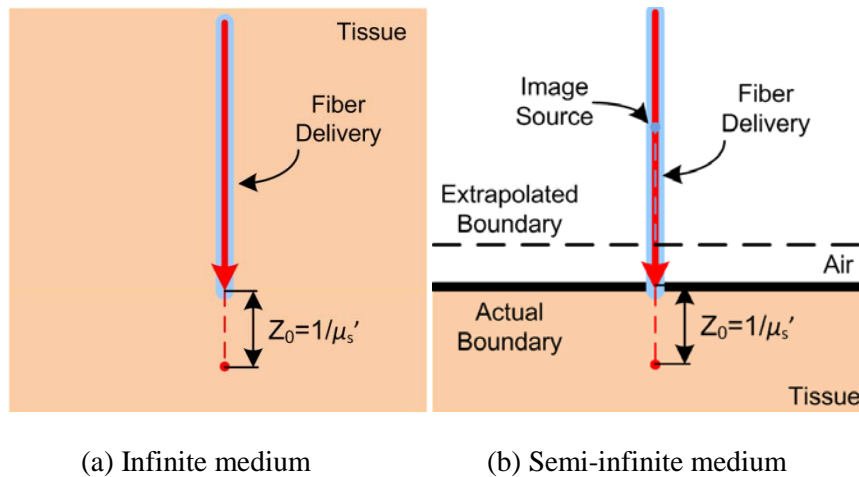 Tissue
Fiber
Delivery
Z₀=1/μₛ’
Image
Source
Fiber
Delivery
Extrapolated
Boundary
Air
Actual
Boundary
Z₀=1/μₛ’
Tissue
(a) Infinite medium
(b) Semi-infinite medium